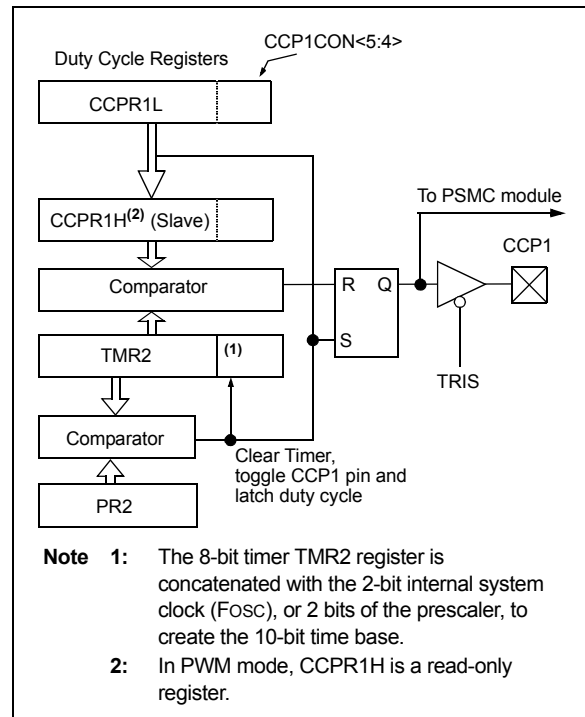 CCP1CON<5:4>
Duty Cycle Registers
CCPR1L
CCPR1H(2) (Slave)
To PSMC module
CCP1
Comparator
R Q
S
TMR2
(1)
TRIS
Comparator
Clear Timer,
toggle CCP1 pin and
latch duty cycle
PR2
Note 1: The 8-bit timer TMR2 register is
concatenated with the 2-bit internal system
clock (FOSC), or 2 bits of the prescaler, to
create the 10-bit time base.
2: In PWM mode, CCPR1H is a read-only
register.